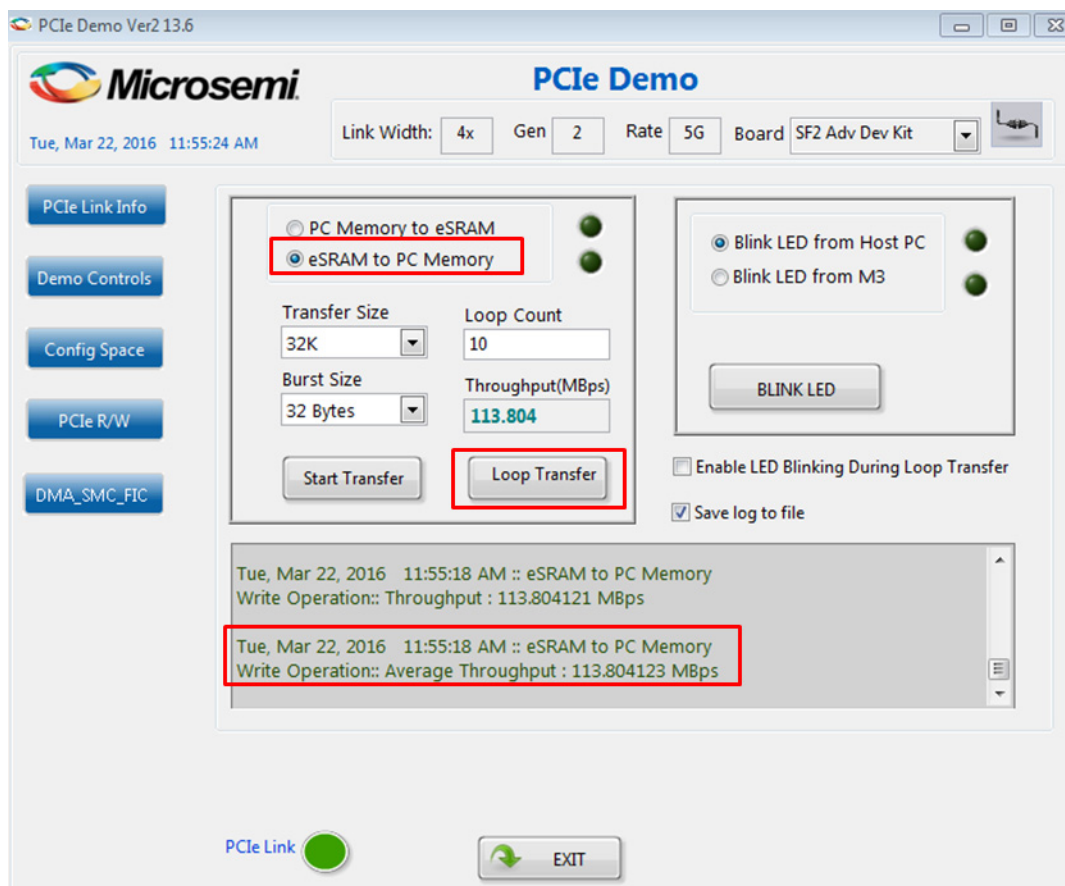 PCIe Demo Ver2 13.6
Microsemi.
PCIe Demo
Tue, Mar 22, 2016 11:55:24 AM
Link Width: 4x Gen 2 Rate 5G Board SF2 Adv Dev Kit
PCIe Link Info
Demo Controls
Config Space
PCIe R/W
DMA_SMC_FIC
PC Memory to eSRAM
eSRAM to PC Memory
Transfer Size
32K
Loop Count
10
Burst Size
32 Bytes
Throughput(MBps)
113.804
Start Transfer
Loop Transfer
Blink LED from Host PC
Blink LED from M3
BLINK LED
Enable LED Blinking During Loop Transfer
Save log to file
Tue, Mar 22, 2016 11:55:18 AM :: eSRAM to PC Memory
Write Operation:: Throughput : 113.804121 MBps
Tue, Mar 22, 2016 11:55:18 AM :: eSRAM to PC Memory
Write Operation:: Average Throughput : 113.804123 MBps
PCIe Link
EXIT